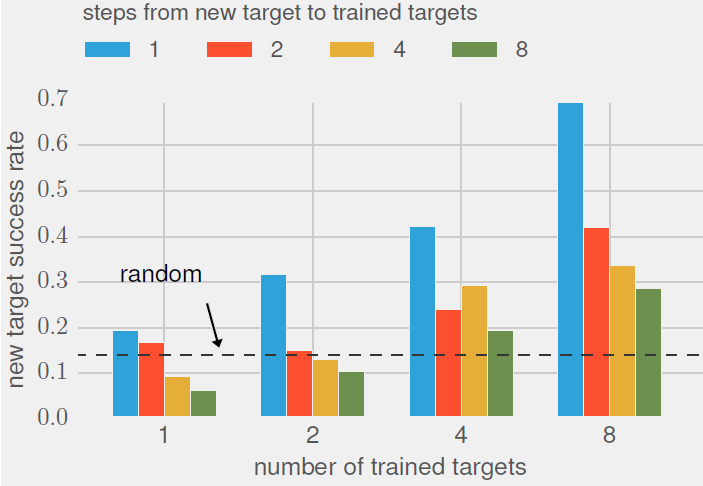 steps from new target to trained targets
1 2 4 8
new target success rate
0.7
0.6
0.5
0.4
0.3
0.2
0.1
0.0
random
1 2 4 8
number of trained targets